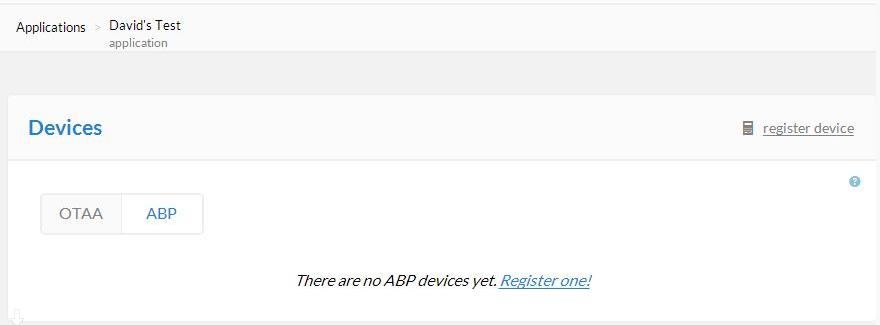 Applications > David's Test
application
Devices
register device
?
OTAA ABP
There are no ABP devices yet. Register one!